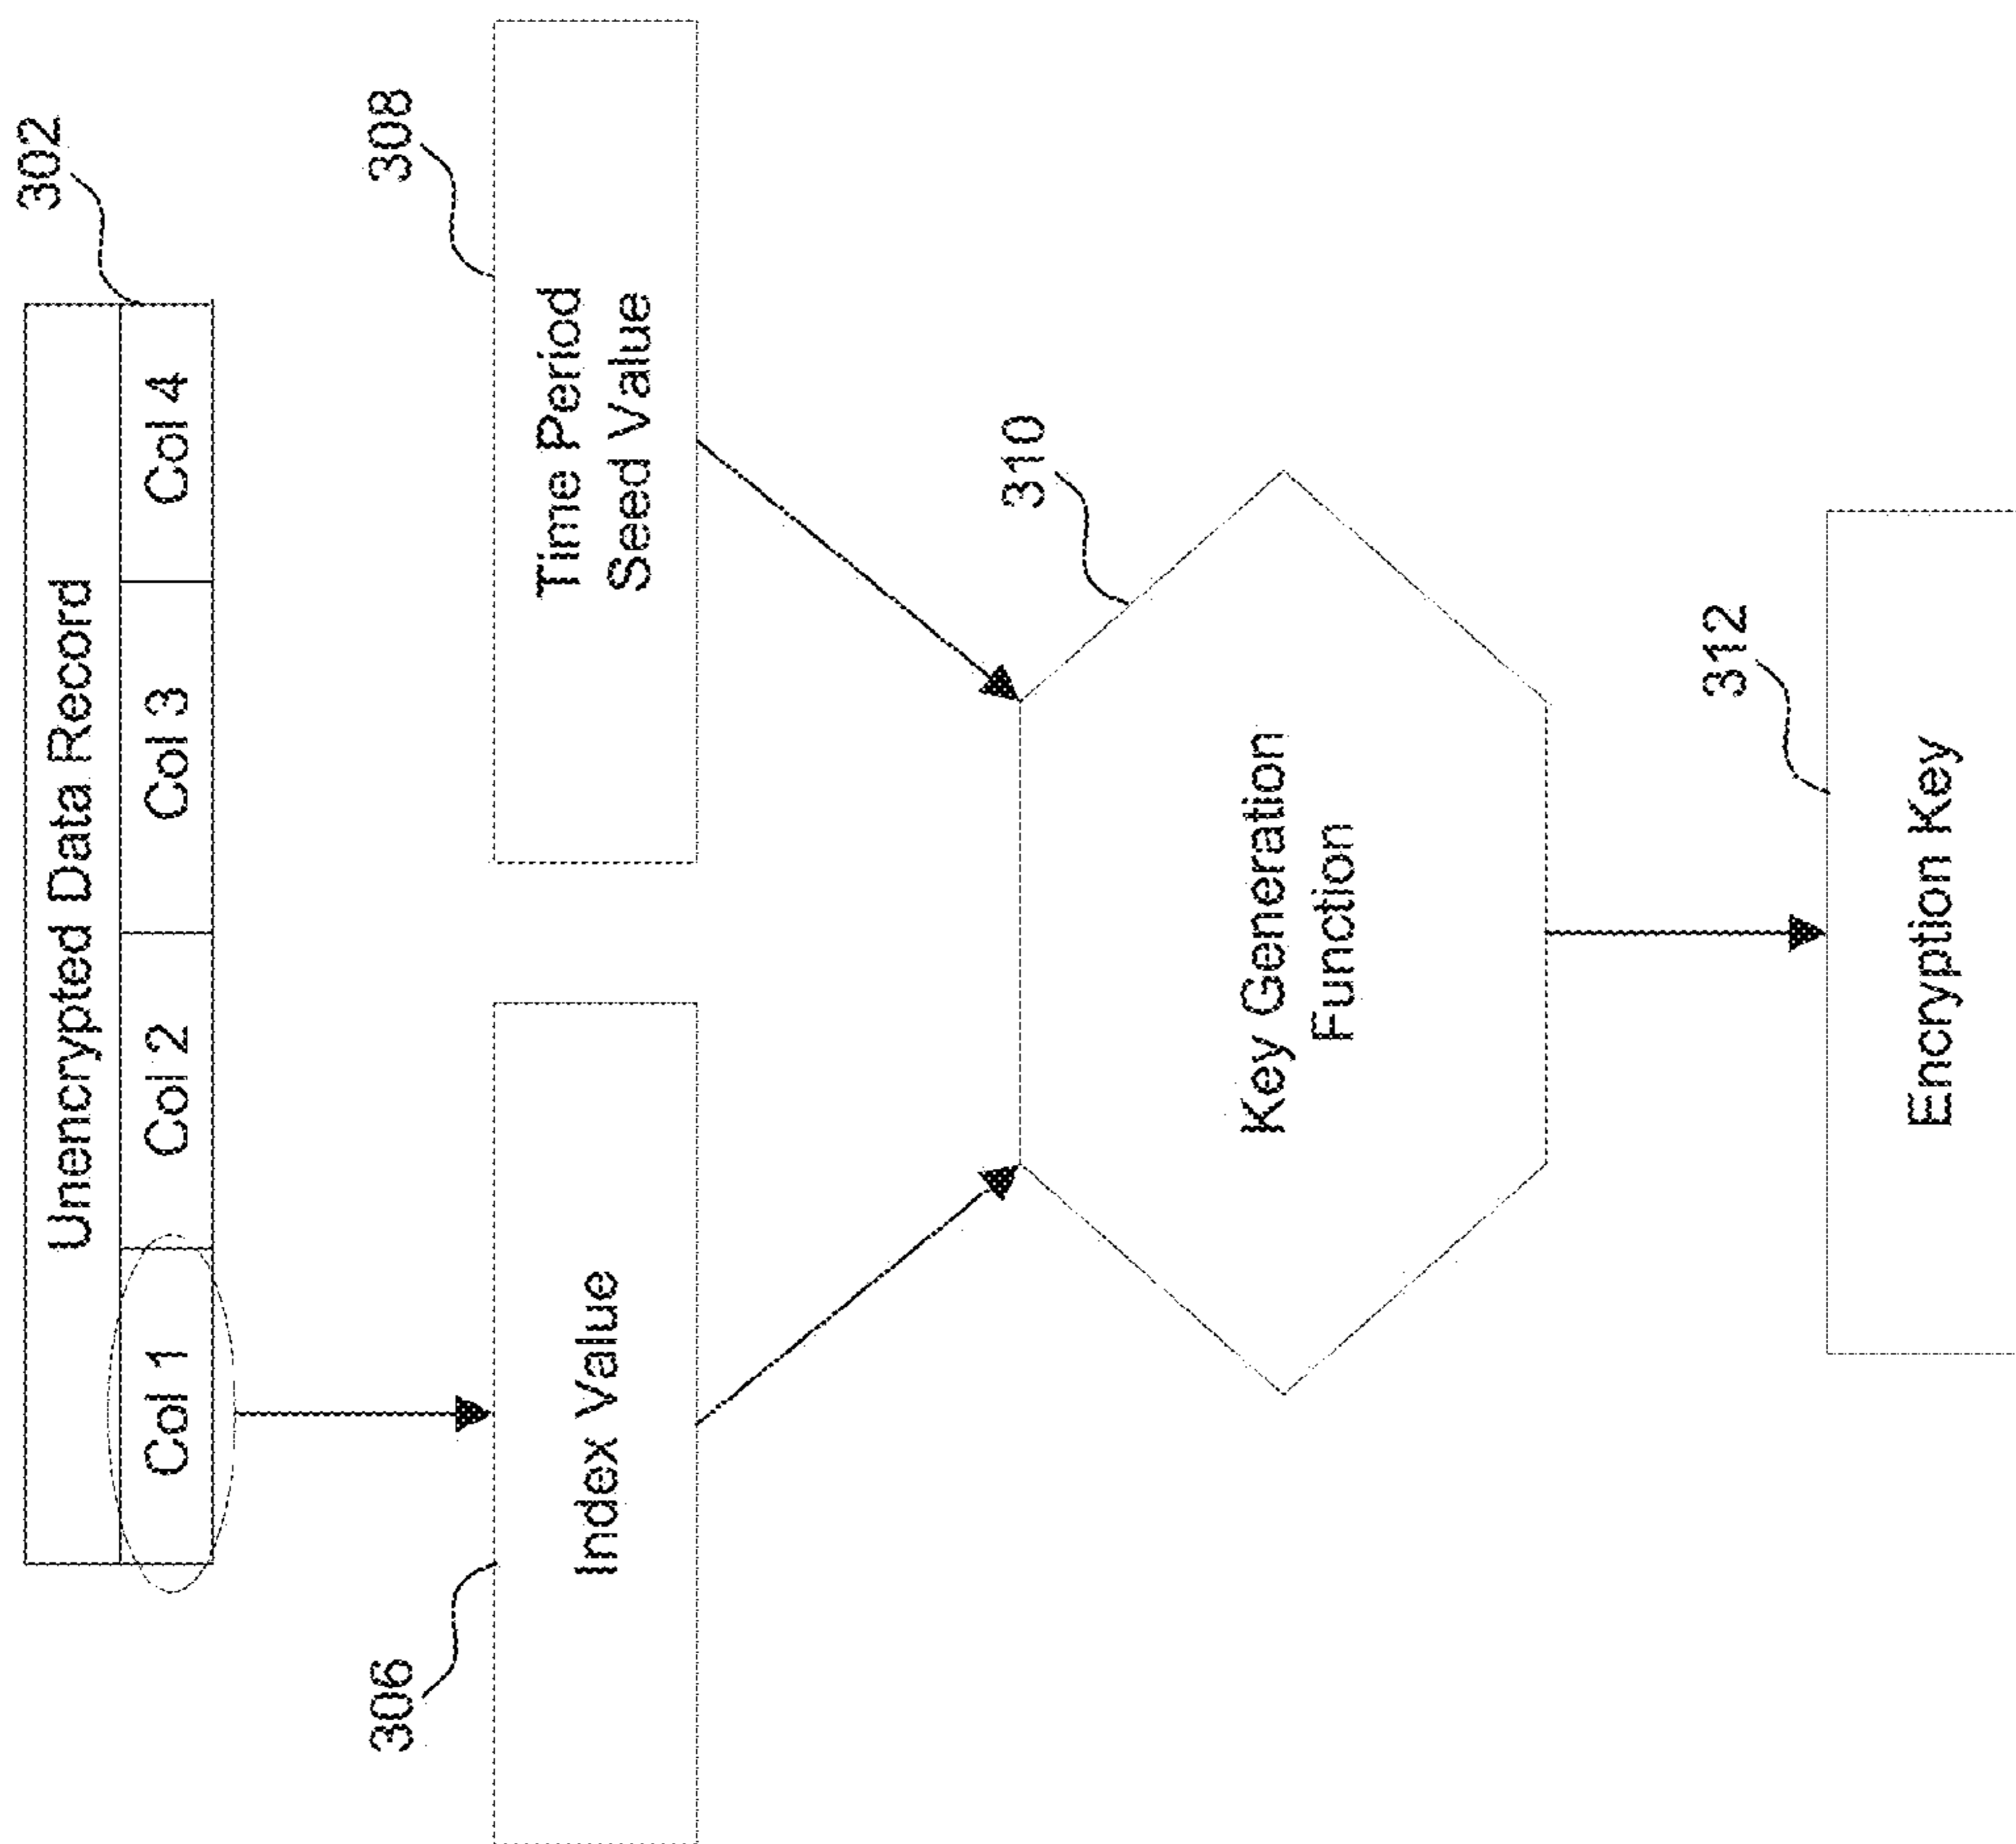 302
Unencrypted Data Record
Col 1
Col 2
Col 3
Col 4
306
Index Value
308
Time Period
Seed Value
310
Key Generation
Function
312
Encryption Key